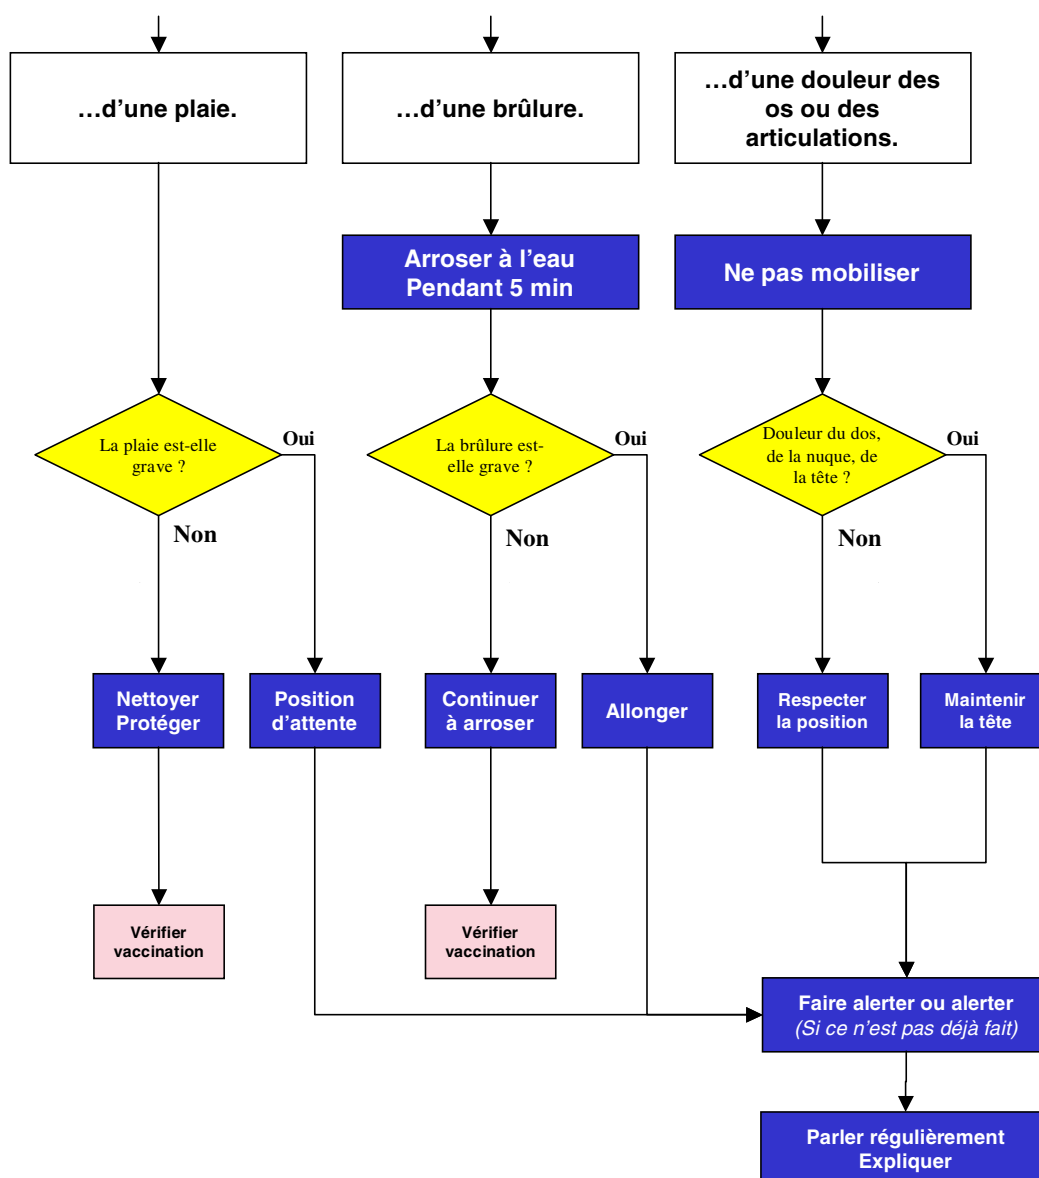 …d'une plaie.
…d'une brûlure.
…d'une douleur des
os ou des
articulations.
Arroser à l'eau
Pendant 5 min
Ne pas mobiliser
La plaie est-elle
grave ?
Oui
Non
La brûlure est-
elle grave ?
Oui
Non
Douleur du dos,
de la nuque, de
la tête ?
Oui
Non
Nettoyer
Protéger
Position
d'attente
Continuer
à arroser
Allonger
Respecter
la position
Maintenir
la tête
Vérifier
vaccination
Vérifier
vaccination
Faire alerter ou alerter
(Si ce n'est pas déjà fait)
Parler régulièrement
Expliquer